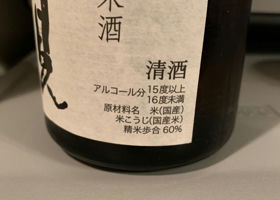 米酒
清酒
アルコール分 15度以上
16度未満
原材料名 米(国産)
米こうじ(国産米)
精米歩合 60%